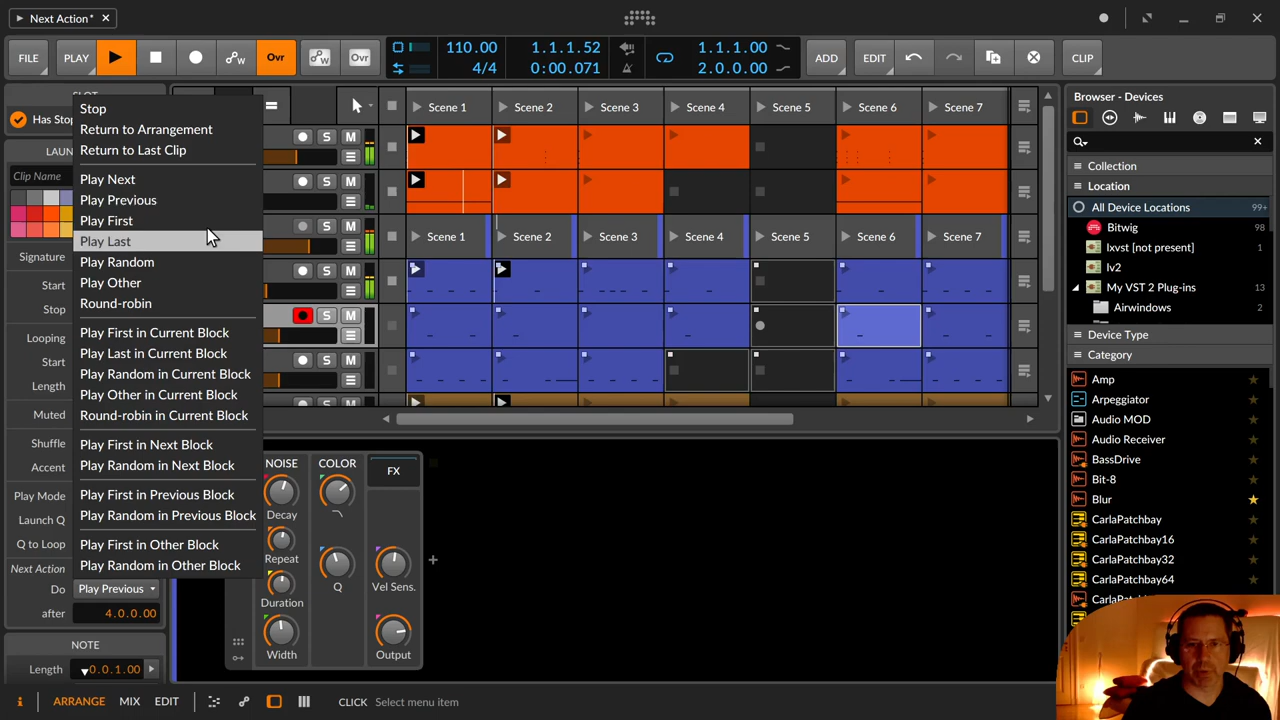 Next Action* ×
FILE
PLAY
Ovr
Ovr
110.00
4/4
1.1.1.52
0:00.071
1.1.1.00
2.0.0.00
ADD
EDIT
CLIP
Has Stop
Clip Name
Signature
Start
Stop
Looping
Start
Length
Muted
Shuffle
Accent
Play Mode
Launch Q
Q to Loop
Next Action
Do
Play Previous
after
4.0.0.00
NOTE
Length
0.0.1.00
Stop
Return to Arrangement
Return to Last Clip
Play Next
Play Previous
Play First
Play Last
Play Random
Play Other
Round-robin
Play First in Current Block
Play Last in Current Block
Play Random in Current Block
Play Other in Current Block
Round-robin in Current Block
Play First in Next Block
Play Random in Next Block
Play First in Previous Block
Play Random in Previous Block
Play First in Other Block
Play Random in Other Block
S M
S M
S M
S M
S M
S M
Scene 1
Scene 2
Scene 3
Scene 4
Scene 5
Scene 6
Scene 7
Scene 1
Scene 2
Scene 3
Scene 4
Scene 5
Scene 6
Scene 7
NOISE
Decay
Repeat
Duration
Width
COLOR
Q
FX
Vel Sens.
Output
Browser - Devices
Collection
Location
All Device Locations 99+
Bitwig 98
lxvst [not present] 1
lv2 1
My VST 2 Plug-ins 13
Airwindows 2
Device Type
Category
Amp
Arpeggiator
Audio MOD
Audio Receiver
BassDrive
Bit-8
Blur
CarlaPatchbay
CarlaPatchbay16
CarlaPatchbay32
CarlaPatchbay64
i
ARRANGE
MIX
EDIT
CLICK Select menu item